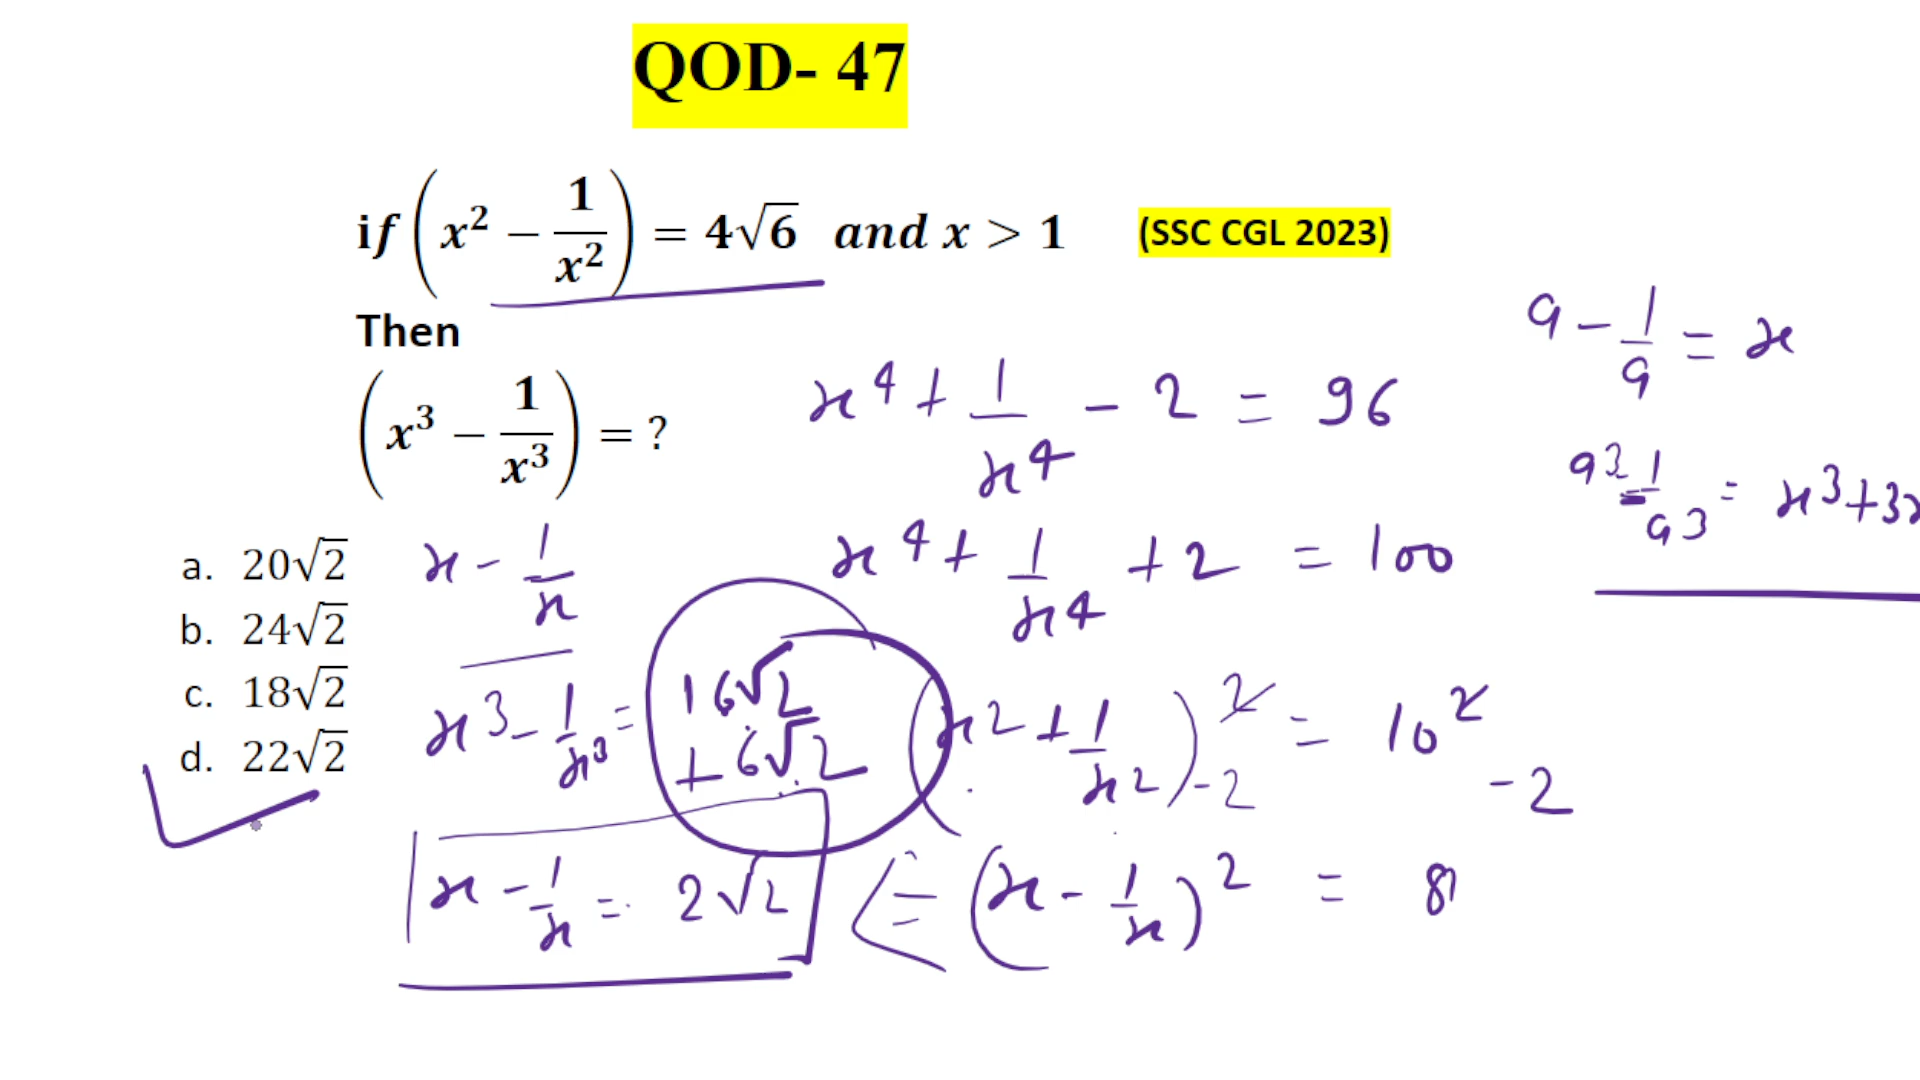 QOD- 47
if (x² − 1/x²) = 4√6 and x > 1 (SSC CGL 2023)
Then
(x³ − 1/x³) = ?
a. 20√2
b. 24√2
c. 18√2
d. 22√2
a - 1/a = x
a³ - 1/a³ = x³+3x
x⁴ + 1/x⁴ - 2 = 96
x⁴ + 1/x⁴ + 2 = 100
(x² + 1/x²)² = 10²
-2 -2
(x - 1/x)² = 8
x - 1/x = 2√2
x - 1/x
x³ - 1/x³ = 16√2
+ 6√2